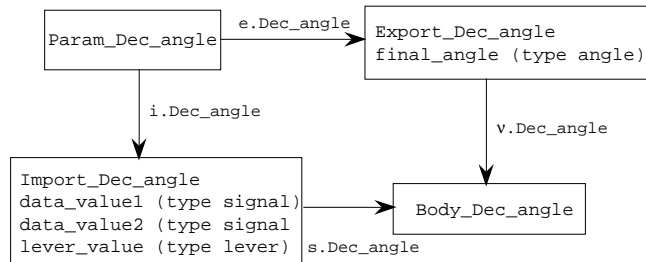 Param_Dec_angle
e.Dec_angle
Export_Dec_angle
final_angle (type angle)
i.Dec_angle
ν.Dec_angle
Import_Dec_angle
data_value1 (type signal)
data_value2 (type signal
lever_value (type lever)
s.Dec_angle
Body_Dec_angle